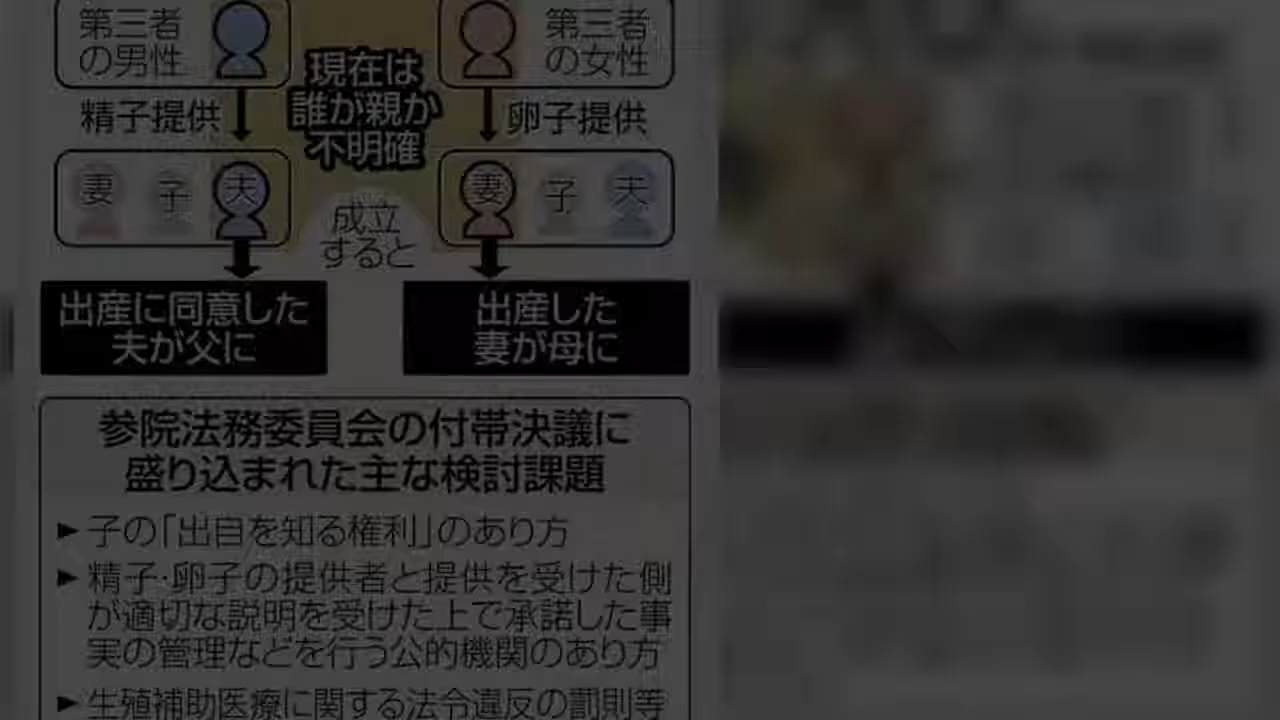 第三者
の男性
第三者
の女性
現在は
誰が親か
不明確
精子提供
卵子提供
妻 子 夫
妻 子 夫
成立
すると
出産に同意した
夫が父に
出産した
妻が母に
参院法務委員会の付帯決議に
盛り込まれた主な検討課題
▶子の「出自を知る権利」のあり方
▶精子・卵子の提供者と提供を受けた側
が適切な説明を受けた上で承諾した事
実の管理などを行う公的機関のあり方
▶生殖補助医療に関する法令違反の罰則等